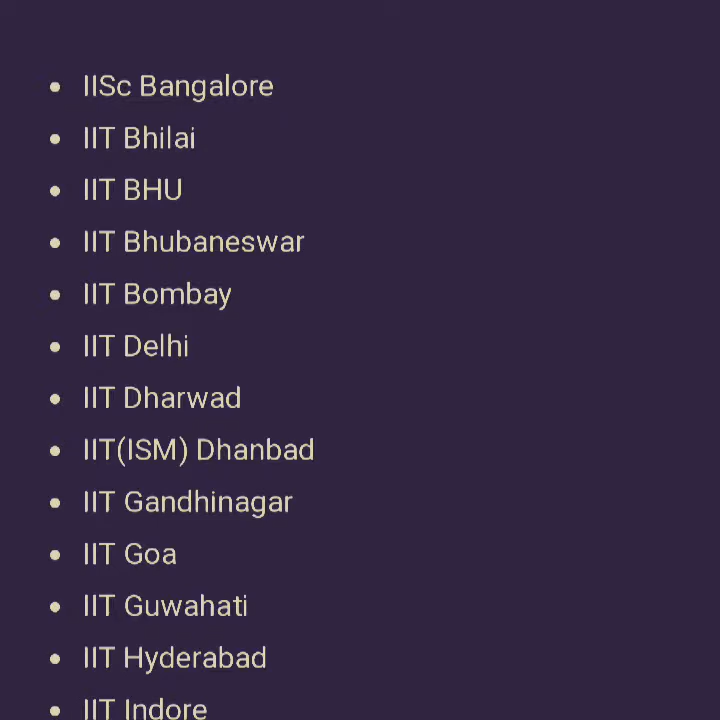 • IISc Bangalore
• IIT Bhilai
• IIT BHU
• IIT Bhubaneswar
• IIT Bombay
• IIT Delhi
• IIT Dharwad
• IIT(ISM) Dhanbad
• IIT Gandhinagar
• IIT Goa
• IIT Guwahati
• IIT Hyderabad
• IIT Indore